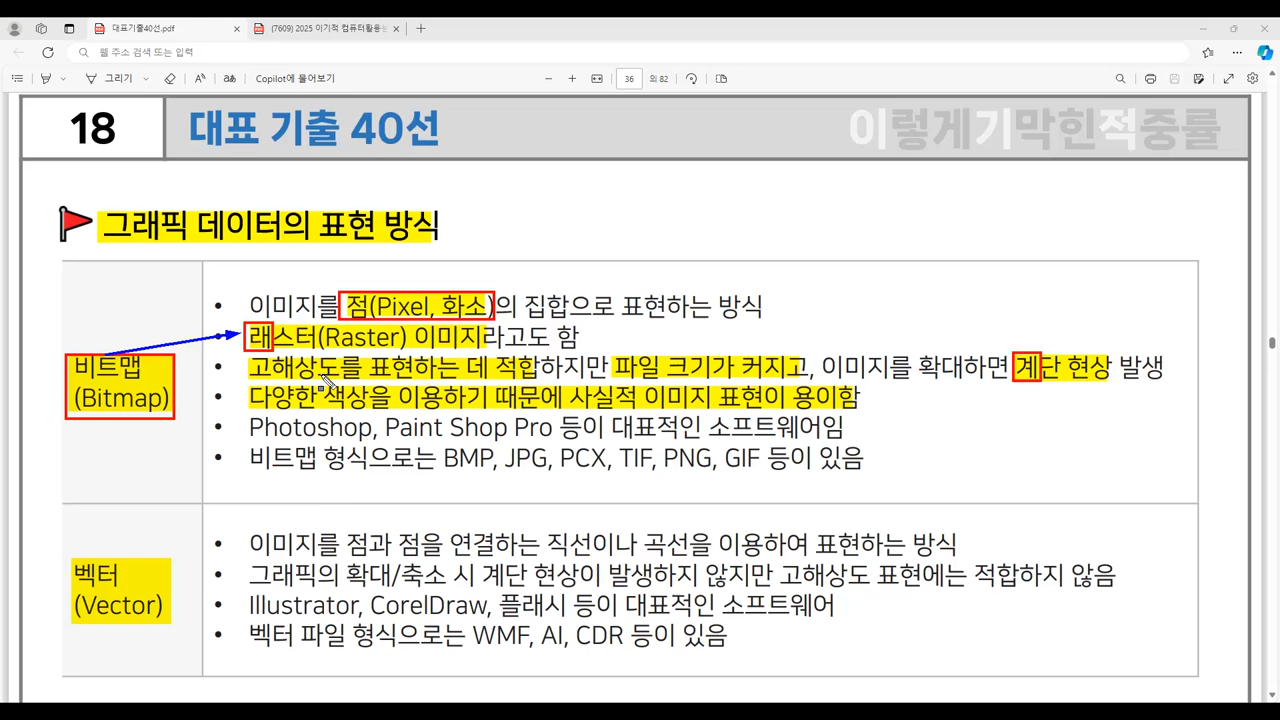 대표기출40선.pdf
(7609) 2025 이기적 컴퓨터활용능
웹 주소 검색 또는 입력
그리기
Copilot에 물어보기
36
의 82
18
대표 기출 40선
이렇게기막힌적중률
그래픽 데이터의 표현 방식
비트맵
(Bitmap)
• 이미지를 점(Pixel, 화소)의 집합으로 표현하는 방식
• 래스터(Raster) 이미지라고도 함
• 고해상도를 표현하는 데 적합하지만 파일 크기가 커지고, 이미지를 확대하면 계단 현상 발생
• 다양한 색상을 이용하기 때문에 사실적 이미지 표현이 용이함
• Photoshop, Paint Shop Pro 등이 대표적인 소프트웨어임
• 비트맵 형식으로는 BMP, JPG, PCX, TIF, PNG, GIF 등이 있음
벡터
(Vector)
• 이미지를 점과 점을 연결하는 직선이나 곡선을 이용하여 표현하는 방식
• 그래픽의 확대/축소 시 계단 현상이 발생하지 않지만 고해상도 표현에는 적합하지 않음
• Illustrator, CorelDraw, 플래시 등이 대표적인 소프트웨어
• 벡터 파일 형식으로는 WMF, AI, CDR 등이 있음